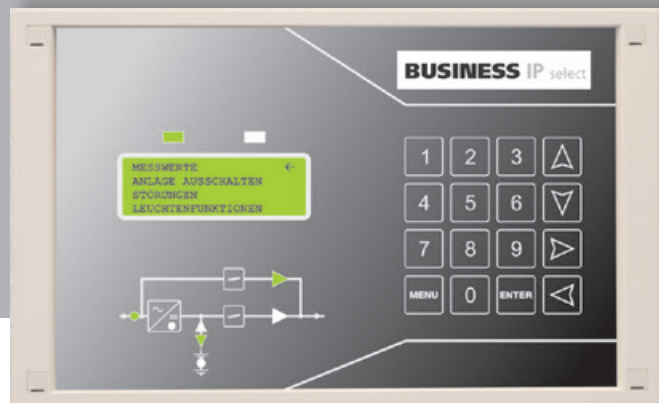 BUSINESS IP select
MESSWERTE ←
ANLAGE AUSSCHALTEN
STÖRUNGEN
LEUCHTENFUNKTIONEN
1 2 3
4 5 6
7 8 9
MENU 0 ENTER